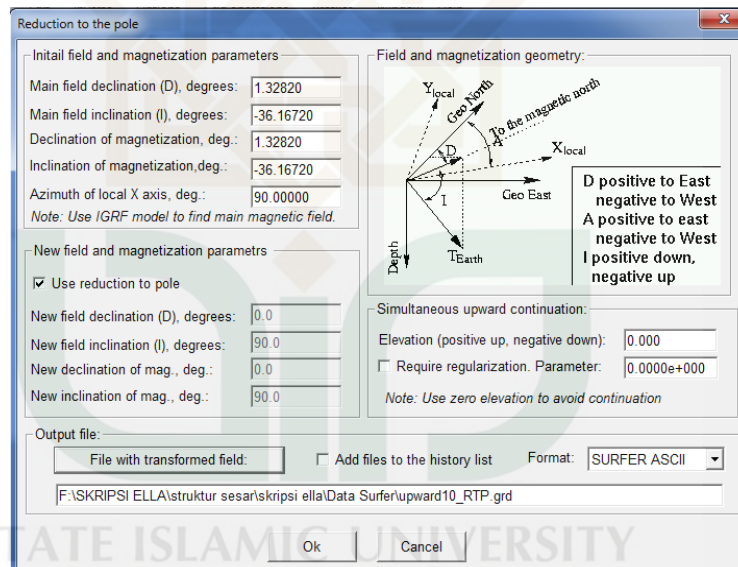 Reduction to the pole
Initail field and magnetization parameters
Main field declination (D), degrees: 1.32820
Main field inclination (I), degrees: -36.16720
Declination of magnetization, deg.: 1.32820
Inclination of magnetization,deg.: -36.16720
Azimuth of local X axis, deg.: 90.00000
Note: Use IGRF model to find main magnetic field.
Field and magnetization geometry:
Y local
Geo North
To the magnetic north
A
D
X local
I
Geo East
Depth
T Earth
D positive to East
negative to West
A positive to east
negative to West
I positive down,
negative up
New field and magnetization parametrs
Use reduction to pole
New field declination (D), degrees: 0.0
New field inclination (I), degrees: 90.0
New declination of mag., deg.: 0.0
New inclination of mag., deg.: 90.0
Simultaneous upward continuation:
Elevation (positive up, negative down): 0.000
Require regularization. Parameter: 0.0000e+000
Note: Use zero elevation to avoid continuation
Output file:
File with transformed field:
Add files to the history list
Format: SURFER ASCII
F:\SKRIPSI ELLA\struktur sesar\skripsi ella\Data Surfer\upward10_RTP.grd
Ok
Cancel
STATE ISLAMIC UNIVERSITY